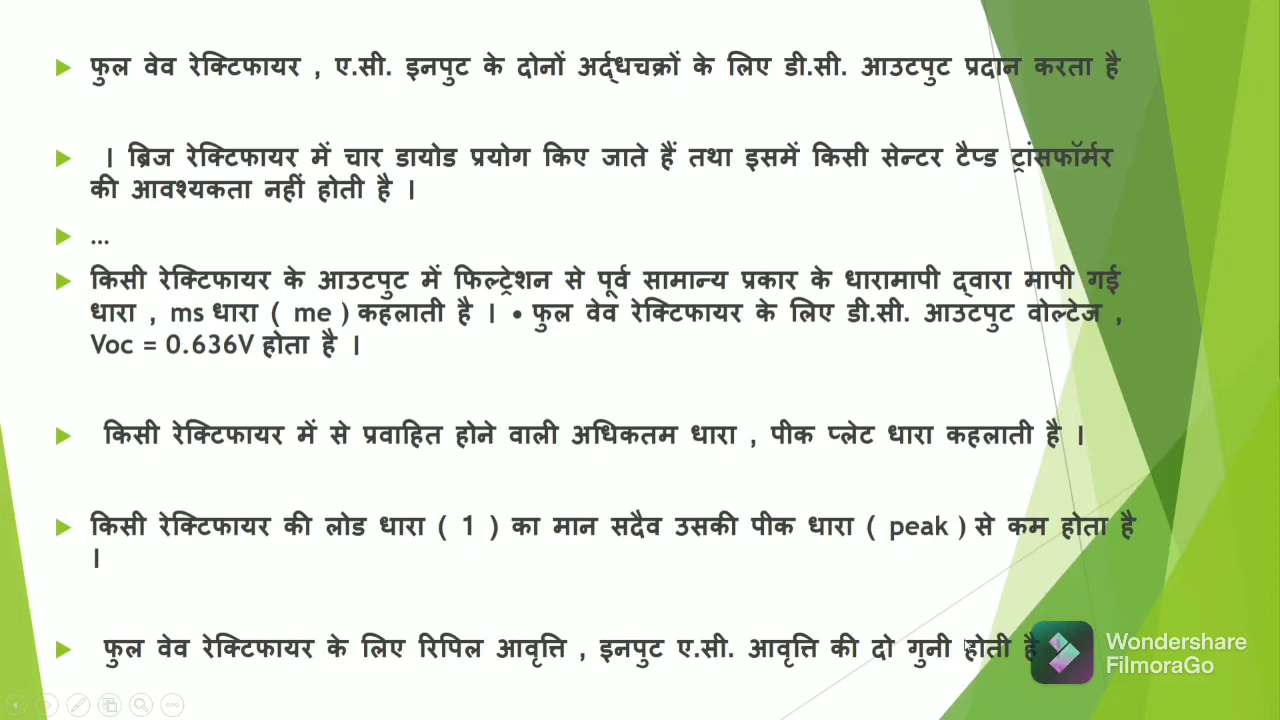 फुल वेव रेक्टिफायर , ए.सी. इनपुट के दोनों अर्द्धचक्रों के लिए डी.सी. आउटपुट प्रदान करता है
। ब्रिज रेक्टिफायर में चार डायोड प्रयोग किए जाते हैं तथा इसमें किसी सेन्टर टैप्ड ट्रांसफॉर्मर
की आवश्यकता नहीं होती है ।
...
किसी रेक्टिफायर के आउटपुट में फिल्ट्रेशन से पूर्व सामान्य प्रकार के धारामापी द्वारा मापी गई
धारा , ms धारा ( me ) कहलाती है । • फुल वेव रेक्टिफायर के लिए डी.सी. आउटपुट वोल्टेज ,
Voc = 0.636V होता है ।
किसी रेक्टिफायर में से प्रवाहित होने वाली अधिकतम धारा , पीक प्लेट धारा कहलाती है ।
किसी रेक्टिफायर की लोड धारा ( 1 ) का मान सदैव उसकी पीक धारा ( peak ) से कम होता है
।
फुल वेव रेक्टिफायर के लिए रिपिल आवृत्ति , इनपुट ए.सी. आवृत्ति की दो गुनी होती है
Wondershare
FilmoraGo